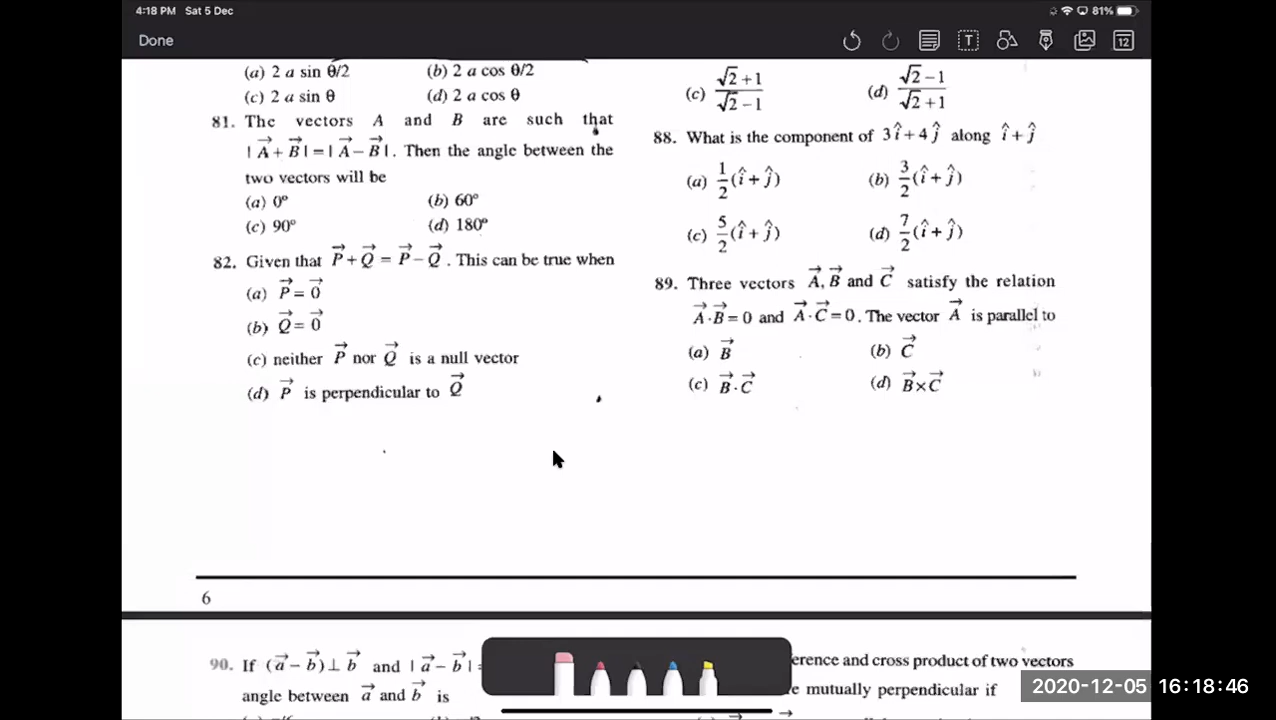 4:18 PM Sat 5 Dec
81%
Done
12
(a) 2 a sin θ/2 (b) 2 a cos θ/2
(c) 2 a sin θ (d) 2 a cos θ
81. The vectors A and B are such that
| A⃗ + B⃗ | = | A⃗ − B⃗ |. Then the angle between the
two vectors will be
(a) 0º (b) 60º
(c) 90º (d) 180º
82. Given that P⃗ + Q⃗ = P⃗ − Q⃗. This can be true when
(a) P⃗ = 0⃗
(b) Q⃗ = 0⃗
(c) neither P⃗ nor Q⃗ is a null vector
(d) P⃗ is perpendicular to Q⃗
(c) (√2+1)/(√2−1) (d) (√2−1)/(√2+1)
88. What is the component of 3î + 4ĵ along î + ĵ
(a) 1/2(î + ĵ) (b) 3/2(î + ĵ)
(c) 5/2(î + ĵ) (d) 7/2(î + ĵ)
89. Three vectors A⃗, B⃗ and C⃗ satisfy the relation
A⃗·B⃗ = 0 and A⃗·C⃗ = 0. The vector A⃗ is parallel to
(a) B⃗ (b) C⃗
(c) B⃗·C⃗ (d) B⃗×C⃗
6
90. If (a⃗ − b⃗) ⊥ b⃗ and | a⃗ − b⃗ |
angle between a⃗ and b⃗ is
erence and cross product of two vectors
mutually perpendicular if
2020-12-05 16:18:46